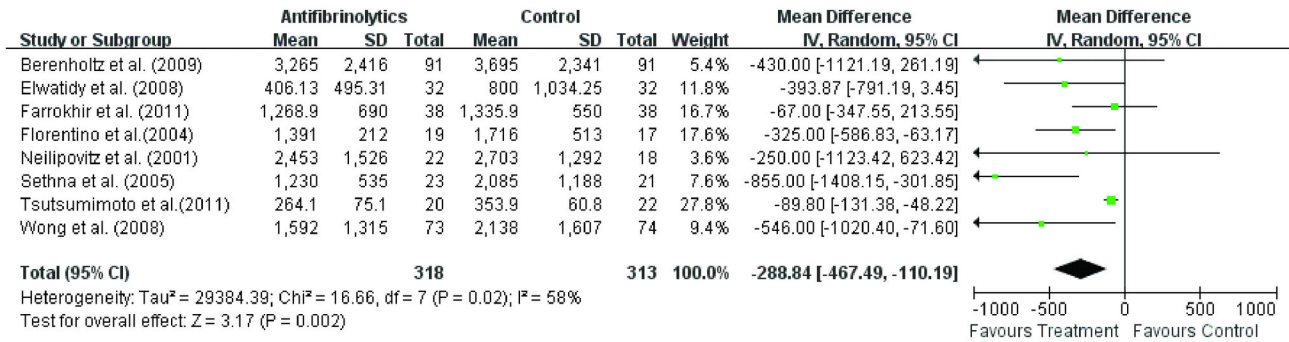 Antifibrinolytics Control Mean Difference Mean Difference
Study or Subgroup Mean SD Total Mean SD Total Weight IV, Random, 95% CI IV, Random, 95% CI
Berenholtz et al. (2009) 3,265 2,416 91 3,695 2,341 91 5.4% -430.00 [-1121.19, 261.19]
Elwatidy et al. (2008) 406.13 495.31 32 800 1,034.25 32 11.8% -393.87 [-791.19, 3.45]
Farrokhir et al. (2011) 1,268.9 690 38 1,335.9 550 38 16.7% -67.00 [-347.55, 213.55]
Florentino et al.(2004) 1,391 212 19 1,716 513 17 17.6% -325.00 [-586.83, -63.17]
Neilipovitz et al. (2001) 2,453 1,526 22 2,703 1,292 18 3.6% -250.00 [-1123.42, 623.42]
Sethna et al. (2005) 1,230 535 23 2,085 1,188 21 7.6% -855.00 [-1408.15, -301.85]
Tsutsumimoto et al.(2011) 264.1 75.1 20 353.9 60.8 22 27.8% -89.80 [-131.38, -48.22]
Wong et al. (2008) 1,592 1,315 73 2,138 1,607 74 9.4% -546.00 [-1020.40, -71.60]
Total (95% CI) 318 313 100.0% -288.84 [-467.49, -110.19]
Heterogeneity: Tau² = 29384.39; Chi² = 16.66, df = 7 (P = 0.02); I² = 58%
Test for overall effect: Z = 3.17 (P = 0.002)
-1000 -500 0 500 1000
Favours Treatment Favours Control